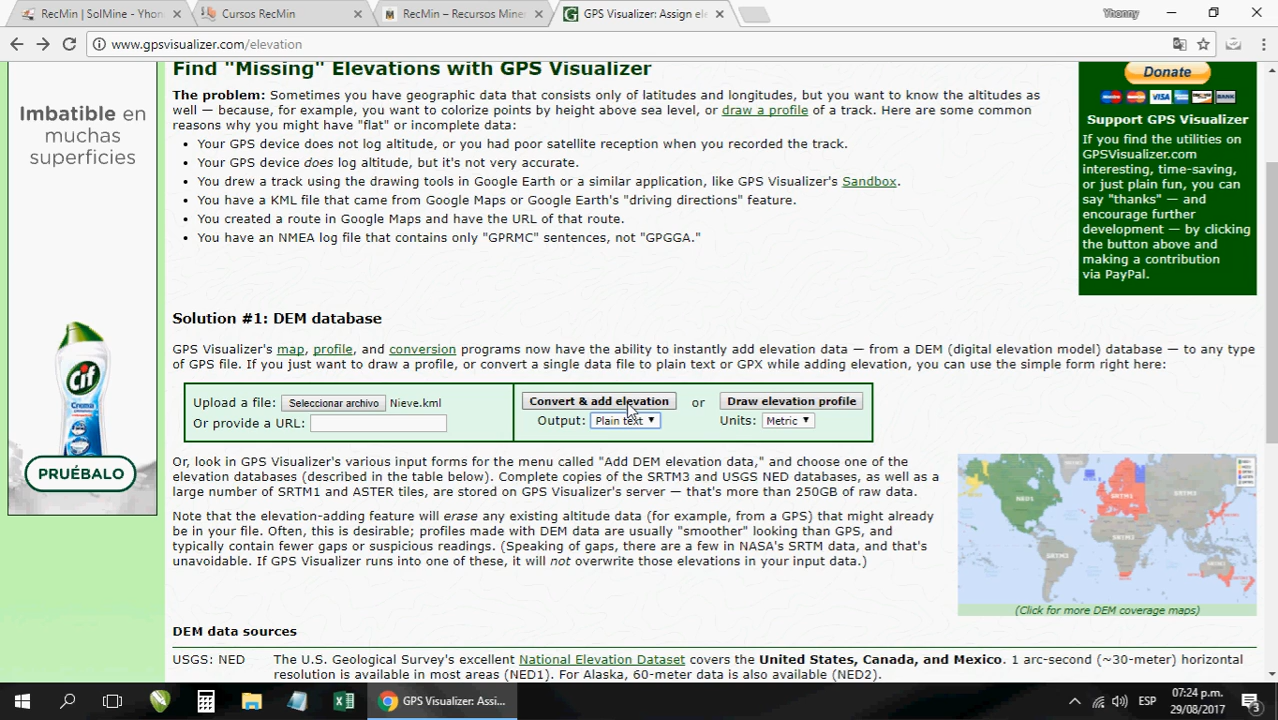 RecMin | SolMine - Yhon
Cursos RecMin
RecMin – Recursos Mine
GPS Visualizer: Assign ele
Yhonny
www.gpsvisualizer.com/elevation
Imbatible en
muchas
superficies
Cif
Crema
PRUÉBALO
Find "Missing" Elevations with GPS Visualizer
The problem: Sometimes you have geographic data that consists only of latitudes and longitudes, but you want to know the altitudes as
well — because, for example, you want to colorize points by height above sea level, or draw a profile of a track. Here are some common
reasons why you might have "flat" or incomplete data:
• Your GPS device does not log altitude, or you had poor satellite reception when you recorded the track.
• Your GPS device does log altitude, but it's not very accurate.
• You drew a track using the drawing tools in Google Earth or a similar application, like GPS Visualizer's Sandbox.
• You have a KML file that came from Google Maps or Google Earth's "driving directions" feature.
• You created a route in Google Maps and have the URL of that route.
• You have an NMEA log file that contains only "GPRMC" sentences, not "GPGGA."
Donate
VISA
BANK
Support GPS Visualizer
If you find the utilities on
GPSVisualizer.com
interesting, time-saving,
or just plain fun, you can
say "thanks" — and
encourage further
development — by clicking
the button above and
making a contribution
via PayPal.
Solution #1: DEM database
GPS Visualizer's map, profile, and conversion programs now have the ability to instantly add elevation data — from a DEM (digital elevation model) database — to any type
of GPS file. If you just want to draw a profile, or convert a single data file to plain text or GPX while adding elevation, you can use the simple form right here:
Upload a file: Seleccionar archivo Nieve.kml
Or provide a URL:
Convert & add elevation or Draw elevation profile
Output: Plain text Units: Metric
Or, look in GPS Visualizer's various input forms for the menu called "Add DEM elevation data," and choose one of the
elevation databases (described in the table below). Complete copies of the SRTM3 and USGS NED databases, as well as a
large number of SRTM1 and ASTER tiles, are stored on GPS Visualizer's server — that's more than 250GB of raw data.
Note that the elevation-adding feature will erase any existing altitude data (for example, from a GPS) that might already
be in your file. Often, this is desirable; profiles made with DEM data are usually "smoother" looking than GPS, and
typically contain fewer gaps or suspicious readings. (Speaking of gaps, there are a few in NASA's SRTM data, and that's
unavoidable. If GPS Visualizer runs into one of these, it will not overwrite those elevations in your input data.)
NED1
SRTM1
SRTM3
SRTM3
SRTM3
(Click for more DEM coverage maps)
DEM data sources
USGS: NED
The U.S. Geological Survey's excellent National Elevation Dataset covers the United States, Canada, and Mexico. 1 arc-second (~30-meter) horizontal
resolution is available in most areas (NED1). For Alaska, 60-meter data is also available (NED2).
GPS Visualizer: Assi...
ESP
07:24 p.m.
29/08/2017
3